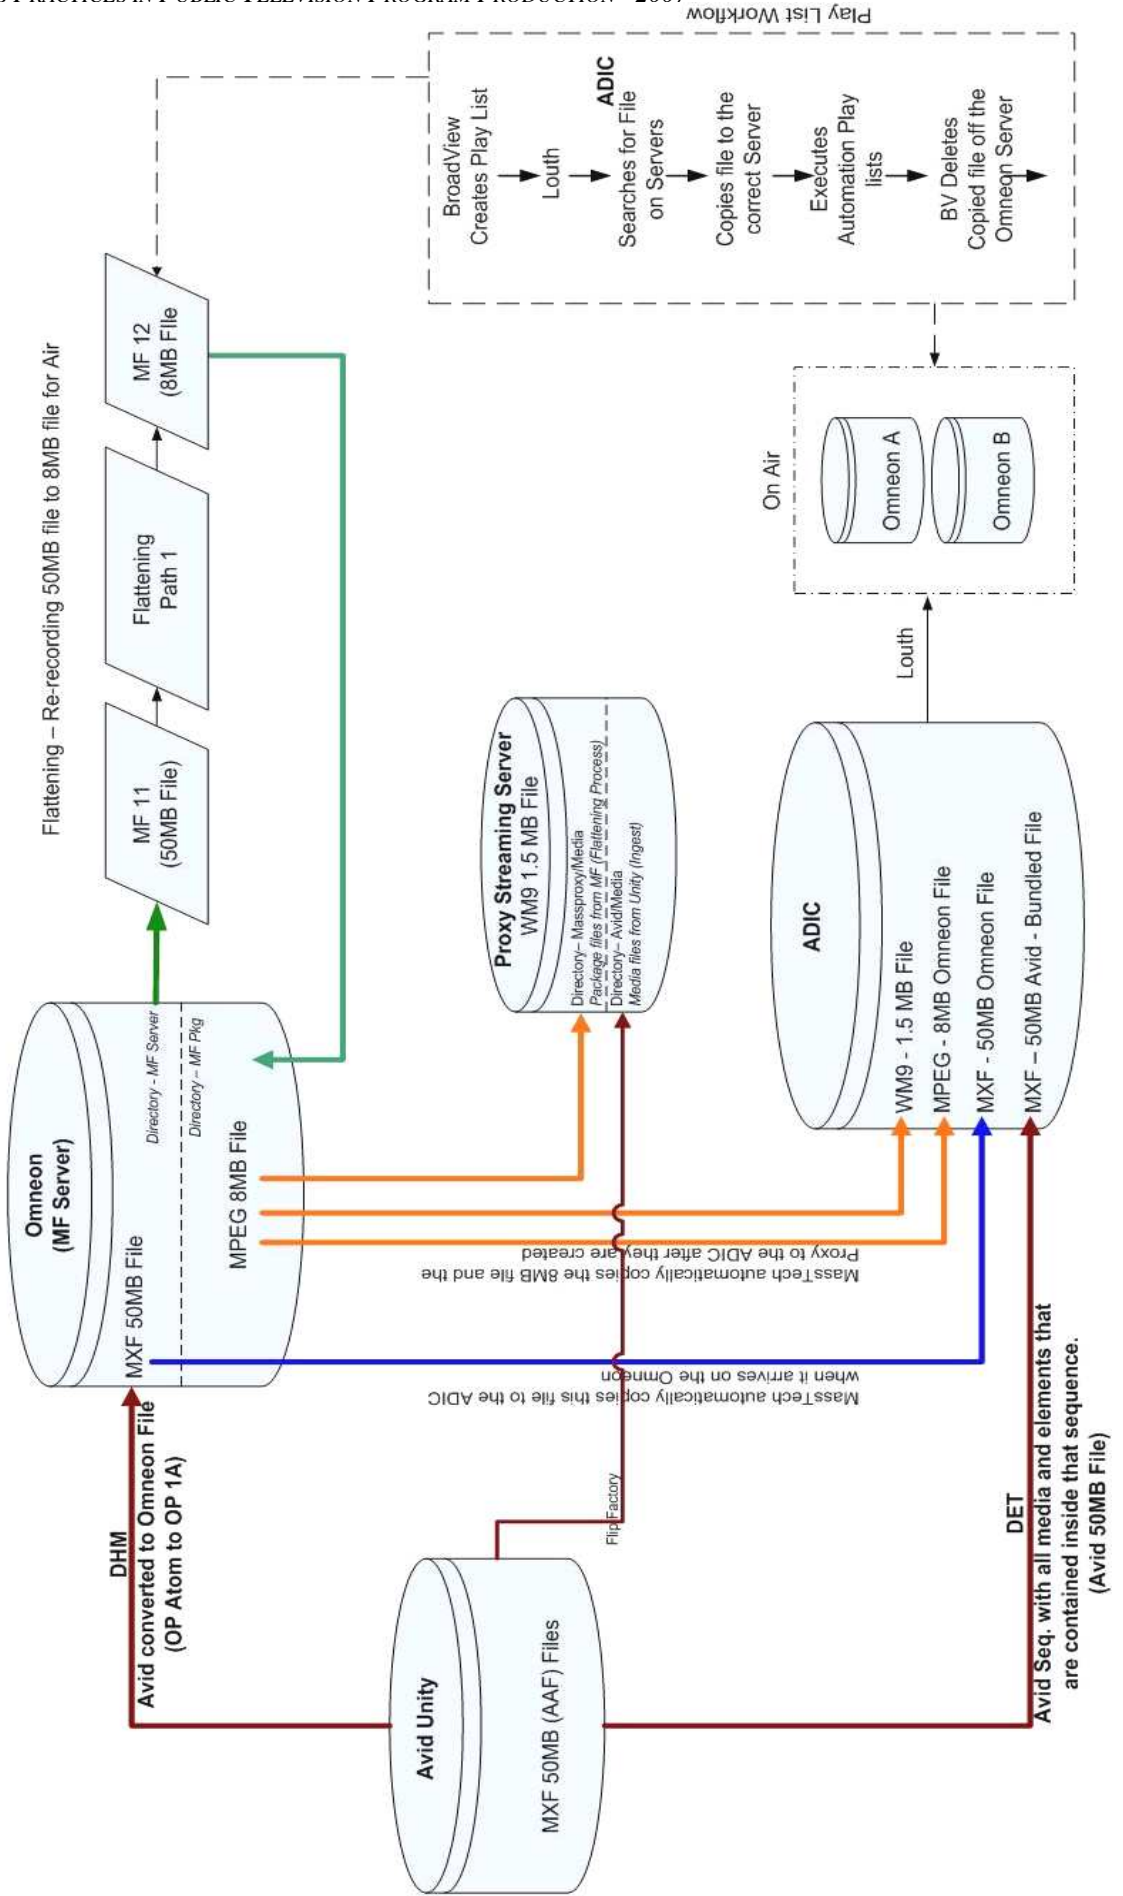 Play List Workflow
BroadView
Creates Play List
Louth
ADIC
Searches for File
on Servers
Copies file to the
correct Server
Executes
Automation Play
lists
BV Deletes
Copied file off the
Omneon Server
Flattening – Re-recording 50MB file to 8MB file for Air
MF 11
(50MB File)
Flattening
Path 1
MF 12
(8MB File)
On Air
Omneon A
Omneon B
Louth
Omneon
(MF Server)
MXF 50MB File
Directory - MF Server
Directory – MF Pkg
MPEG 8MB File
Proxy Streaming Server
WM9 1.5 MB File
Directory– Massproxy/Media
Package files from MF (Flattening Process)
Directory– Avid/Media
Media files from Unity (Ingest)
ADIC
WM9 - 1.5 MB File
MPEG - 8MB Omneon File
MXF - 50MB Omneon File
MXF – 50MB Avid - Bundled File
MassTech automatically copies the 8MB file and the
Proxy to the ADIC after they are created
MassTech automatically copies this file to the ADIC
when it arrives on the Omneon
DHM
Avid converted to Omneon File
(OP Atom to OP 1A)
Flip Factory
Avid Unity
MXF 50MB (AAF) Files
DET
Avid Seq. with all media and elements that
are contained inside that sequence.
(Avid 50MB File)